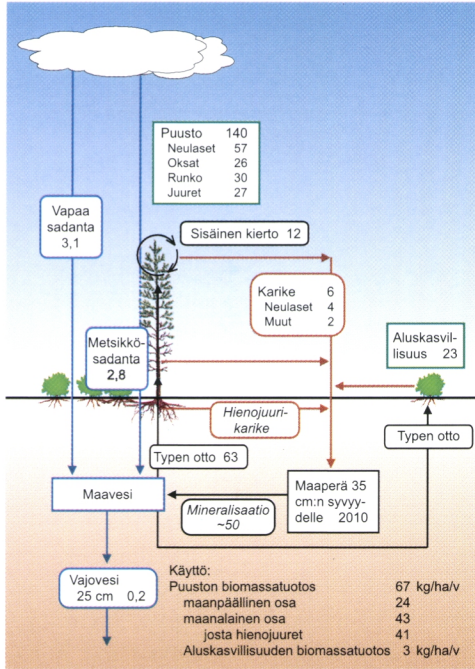 Puusto 140
Neulaset 57
Oksat 26
Runko 30
Juuret 27
Vapaa
sadanta
3,1
Sisäinen kierto 12
Karike 6
Neulaset 4
Muut 2
Metsikkö-
sadanta
2,8
Aluskasvil-
lisuus 23
Hienojuuri-
karike
Typen otto
Typen otto 63
Maavesi
Mineralisaatio
~50
Maaperä 35
cm:n syvyy-
delle 2010
Vajovesi
25 cm 0,2
Käyttö:
Puuston biomassatuotos 67 kg/ha/v
maanpäällinen osa 24
maanalainen osa 43
josta hienojuuret 41
Aluskasvillisuuden biomassatuotos 3 kg/ha/v